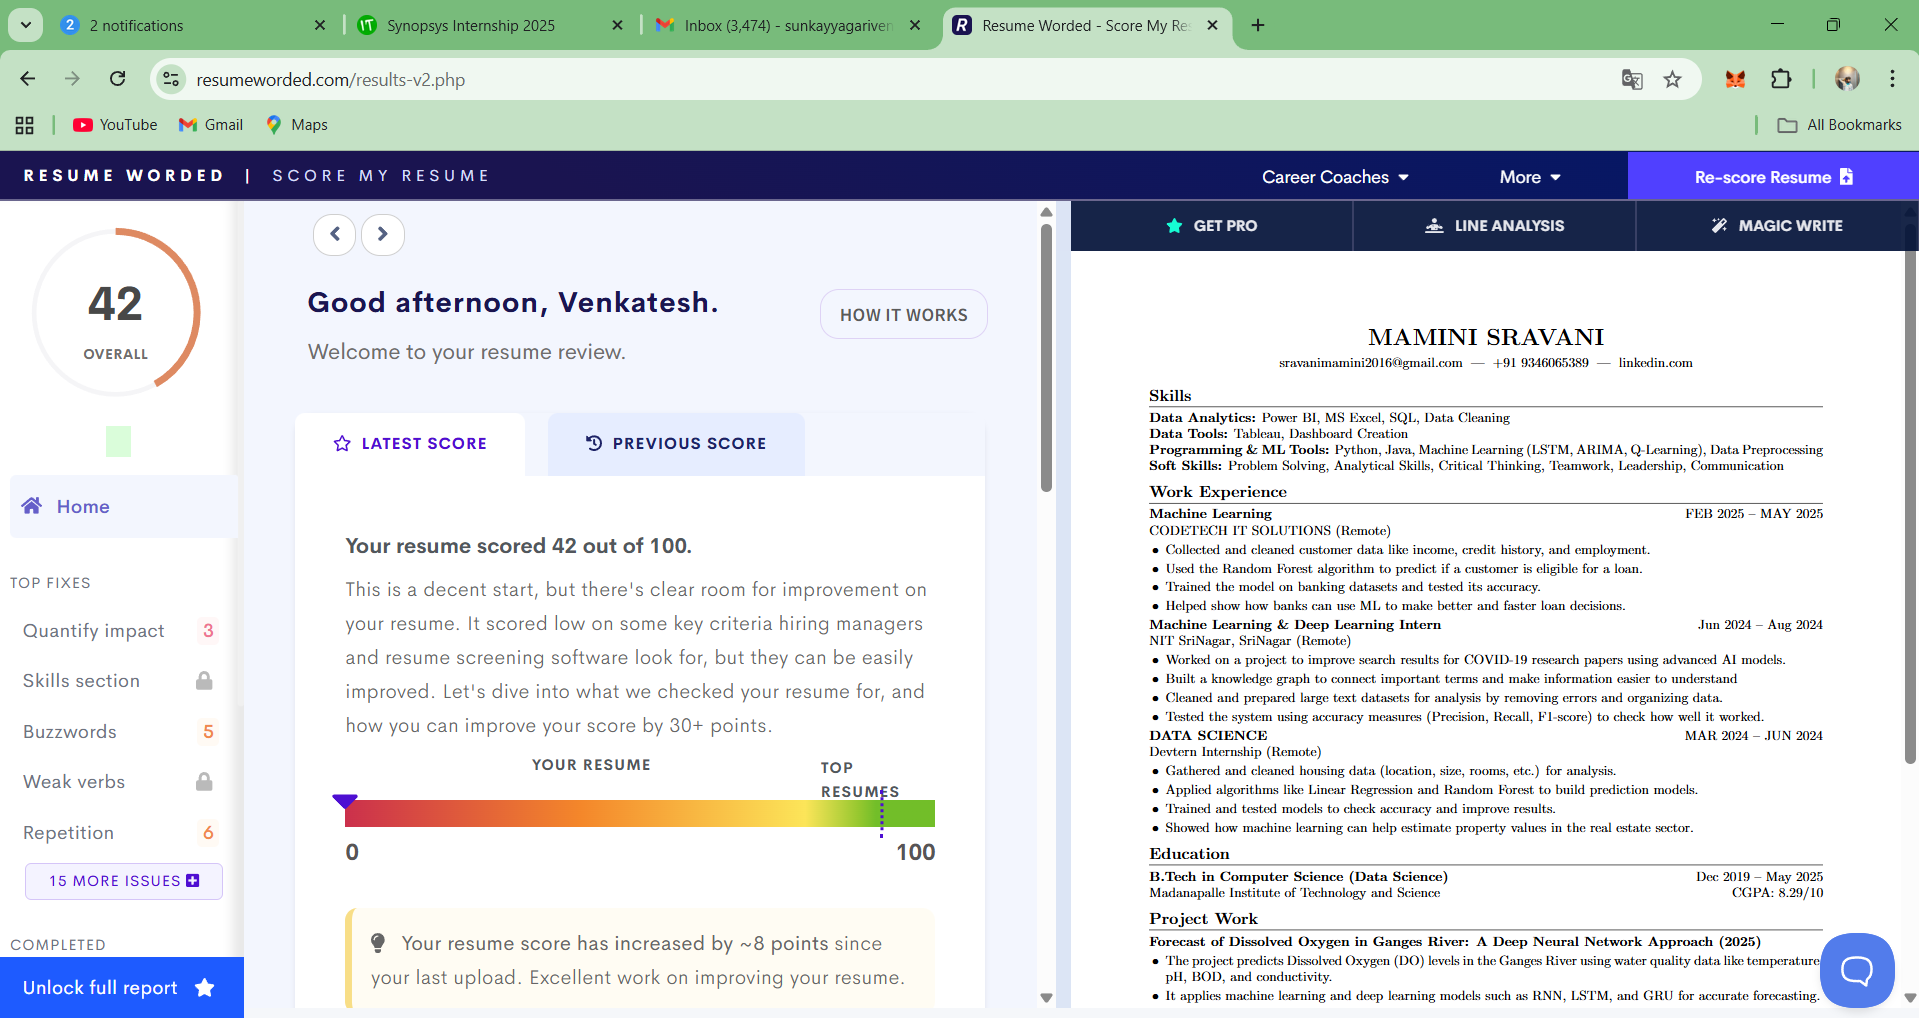 2 notifications
Synopsys Internship 2025
Inbox (3,474) - sunkayyagariven
Resume Worded - Score My Res
resumeworded.com/results-v2.php
YouTube
Gmail
Maps
All Bookmarks
RESUME WORDED | SCORE MY RESUME
Career Coaches
More
Re-score Resume
42
OVERALL
Home
TOP FIXES
Quantify impact 3
Skills section
Buzzwords 5
Weak verbs
Repetition 6
15 MORE ISSUES
COMPLETED
Unlock full report
Good afternoon, Venkatesh.
Welcome to your resume review.
HOW IT WORKS
LATEST SCORE
PREVIOUS SCORE
Your resume scored 42 out of 100.
This is a decent start, but there's clear room for improvement on
your resume. It scored low on some key criteria hiring managers
and resume screening software look for, but they can be easily
improved. Let's dive into what we checked your resume for, and
how you can improve your score by 30+ points.
YOUR RESUME
TOP
RESUMES
0
100
Your resume score has increased by ~8 points since
your last upload. Excellent work on improving your resume.
GET PRO
LINE ANALYSIS
MAGIC WRITE
MAMINI SRAVANI
sravanimamini2016@gmail.com — +91 9346065389 — linkedin.com
Skills
Data Analytics: Power BI, MS Excel, SQL, Data Cleaning
Data Tools: Tableau, Dashboard Creation
Programming & ML Tools: Python, Java, Machine Learning (LSTM, ARIMA, Q-Learning), Data Preprocessing
Soft Skills: Problem Solving, Analytical Skills, Critical Thinking, Teamwork, Leadership, Communication
Work Experience
Machine Learning FEB 2025 – MAY 2025
CODETECH IT SOLUTIONS (Remote)
• Collected and cleaned customer data like income, credit history, and employment.
• Used the Random Forest algorithm to predict if a customer is eligible for a loan.
• Trained the model on banking datasets and tested its accuracy.
• Helped show how banks can use ML to make better and faster loan decisions.
Machine Learning & Deep Learning Intern Jun 2024 – Aug 2024
NIT SriNagar, SriNagar (Remote)
• Worked on a project to improve search results for COVID-19 research papers using advanced AI models.
• Built a knowledge graph to connect important terms and make information easier to understand
• Cleaned and prepared large text datasets for analysis by removing errors and organizing data.
• Tested the system using accuracy measures (Precision, Recall, F1-score) to check how well it worked.
DATA SCIENCE MAR 2024 – JUN 2024
Devtern Internship (Remote)
• Gathered and cleaned housing data (location, size, rooms, etc.) for analysis.
• Applied algorithms like Linear Regression and Random Forest to build prediction models.
• Trained and tested models to check accuracy and improve results.
• Showed how machine learning can help estimate property values in the real estate sector.
Education
B.Tech in Computer Science (Data Science) Dec 2019 – May 2025
Madanapalle Institute of Technology and Science CGPA: 8.29/10
Project Work
Forecast of Dissolved Oxygen in Ganges River: A Deep Neural Network Approach (2025)
• The project predicts Dissolved Oxygen (DO) levels in the Ganges River using water quality data like temperature,
pH, BOD, and conductivity.
• It applies machine learning and deep learning models such as RNN, LSTM, and GRU for accurate forecasting.